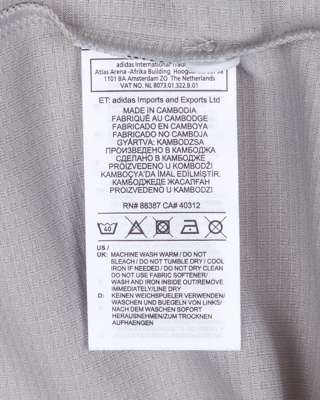 adidas International Trading
Atlas Arena -Afrika Building Hoogoorddreef
1101 BA Amsterdam ZO The Netherlands
VAT NO. NL 8073.01.322.B.01
ET: adidas Imports and Exports Ltd
MADE IN CAMBODIA
FABRIQUÉ AU CAMBODGE
FABRICADO EN CAMBOYA
FABRICADO NO CAMBOJA
GYÁRTVA: KAMBODZSA
ПРОИЗВЕДЕНО В КАМБОДЖА
СДЕЛАНО В КАМБОДЖЕ
PROIZVEDENO U KOMBODŽI
KAMBOÇYA'DA İMAL EDİLMİŞTİR.
КАМБОДЖЕДЕ ЖАСАЛҒАН
PROIZVEDENO U KAMBODŽI
RN# 88387 CA# 40312
40
US /
UK: MACHINE WASH WARM / DO NOT
BLEACH / DO NOT TUMBLE DRY / COOL
IRON IF NEEDED / DO NOT DRY CLEAN
DO NOT USE FABRIC SOFTENER/
WASH AND IRON INSIDE OUT/REMOVE
IMMEDIATELY/LINE DRY
D: KEINEN WEICHSPUELER VERWENDEN/
WASCHEN UND BUEGELN VON LINKS/
NACH DEM WASCHEN SOFORT
HERAUSNEHMEN/ZUM TROCKNEN
AUFHAENGEN